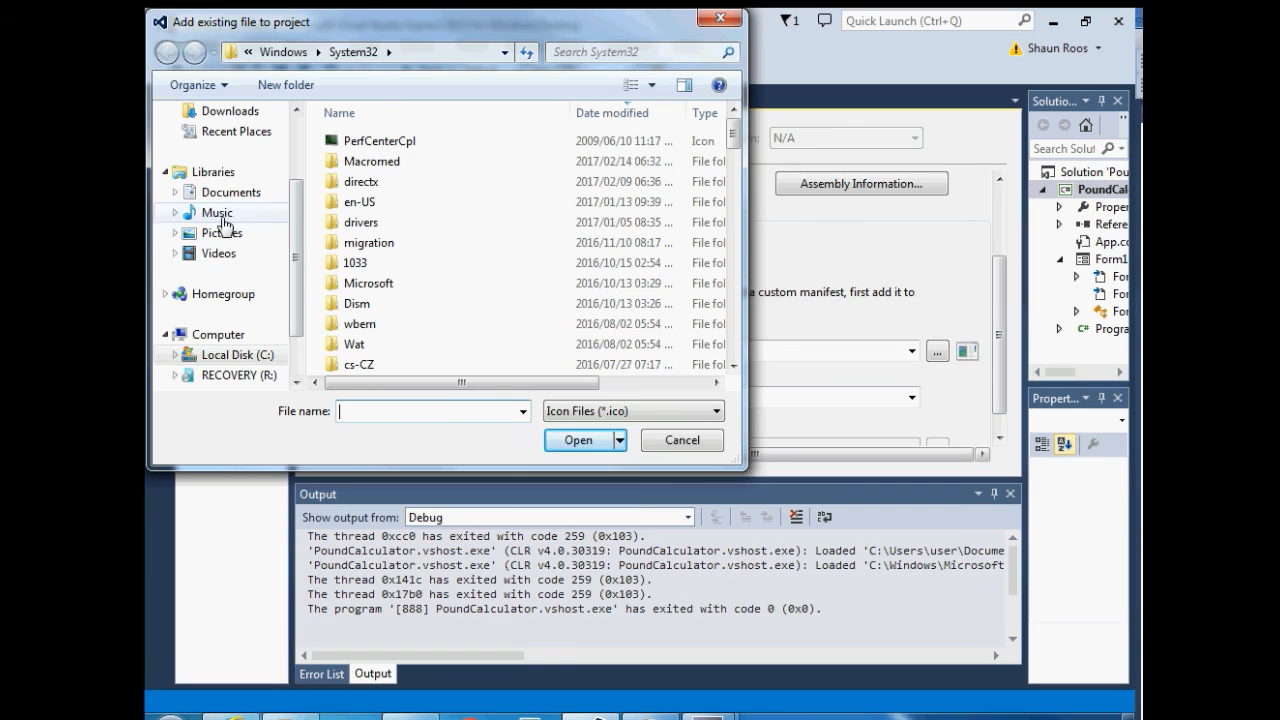 Add existing file to project
1
Quick Launch (Ctrl+Q)
« Windows System32
Search System32
Shaun Roos
Organize
New folder
Downloads
Recent Places
Libraries
Documents
Music
Pictures
Videos
Homegroup
Computer
Local Disk (C:)
RECOVERY (R:)
Name Date modified Type
PerfCenterCpl 2009/06/10 11:17 ... Icon
Macromed 2017/02/14 06:32 ... File fol
directx 2017/02/09 06:36 ... File fol
en-US 2017/01/13 09:39 ... File fol
drivers 2017/01/05 08:35 ... File fol
migration 2016/11/10 08:17 ... File fol
1033 2016/10/15 02:54 ... File fol
Microsoft 2016/10/13 03:29 ... File fol
Dism 2016/10/13 03:26 ... File fol
wbem 2016/08/02 05:54 ... File fol
Wat 2016/08/02 05:54 ... File fol
cs-CZ 2016/07/27 07:17 ... File fol
File name:
Icon Files (*.ico)
Open
Cancel
N/A
Assembly Information...
a custom manifest, first add it to
...
Solutio...
Search Solut
Solution 'Pou
PoundCal
Proper
Refere
App.co
Form1
For
For
For
Progra
Propert...
Output
Show output from: Debug
The thread 0xcc0 has exited with code 259 (0x103).
'PoundCalculator.vshost.exe' (CLR v4.0.30319: PoundCalculator.vshost.exe): Loaded 'C:\Users\user\Docume
'PoundCalculator.vshost.exe' (CLR v4.0.30319: PoundCalculator.vshost.exe): Loaded 'C:\Windows\Microsoft
The thread 0x141c has exited with code 259 (0x103).
The thread 0x17b0 has exited with code 259 (0x103).
The program '[888] PoundCalculator.vshost.exe' has exited with code 0 (0x0).
Error List
Output